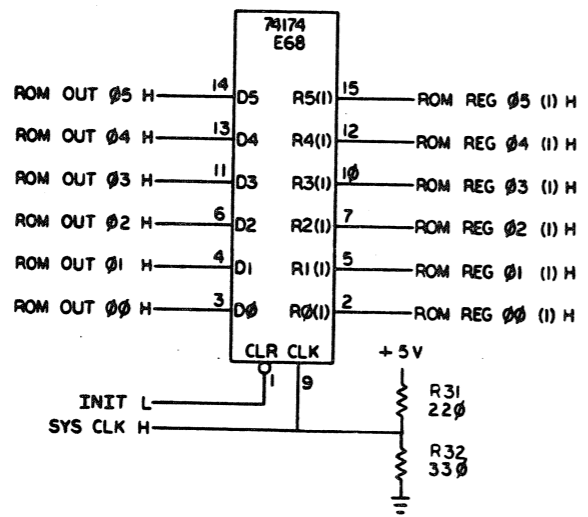 74174
E68
ROM OUT Ø5 H 14 D5 R5(1) 15 ROM REG Ø5 (1) H
ROM OUT Ø4 H 13 D4 R4(1) 12 ROM REG Ø4 (1) H
ROM OUT Ø3 H 11 D3 R3(1) 1Ø ROM REG Ø3 (1) H
ROM OUT Ø2 H 6 D2 R2(1) 7 ROM REG Ø2 (1) H
ROM OUT Ø1 H 4 D1 R1(1) 5 ROM REG Ø1 (1) H
ROM OUT ØØ H 3 DØ RØ(1) 2 ROM REG ØØ (1) H
CLR CLK
1 9
+5V
INIT L
SYS CLK H
R31
22Ø
R32
33Ø